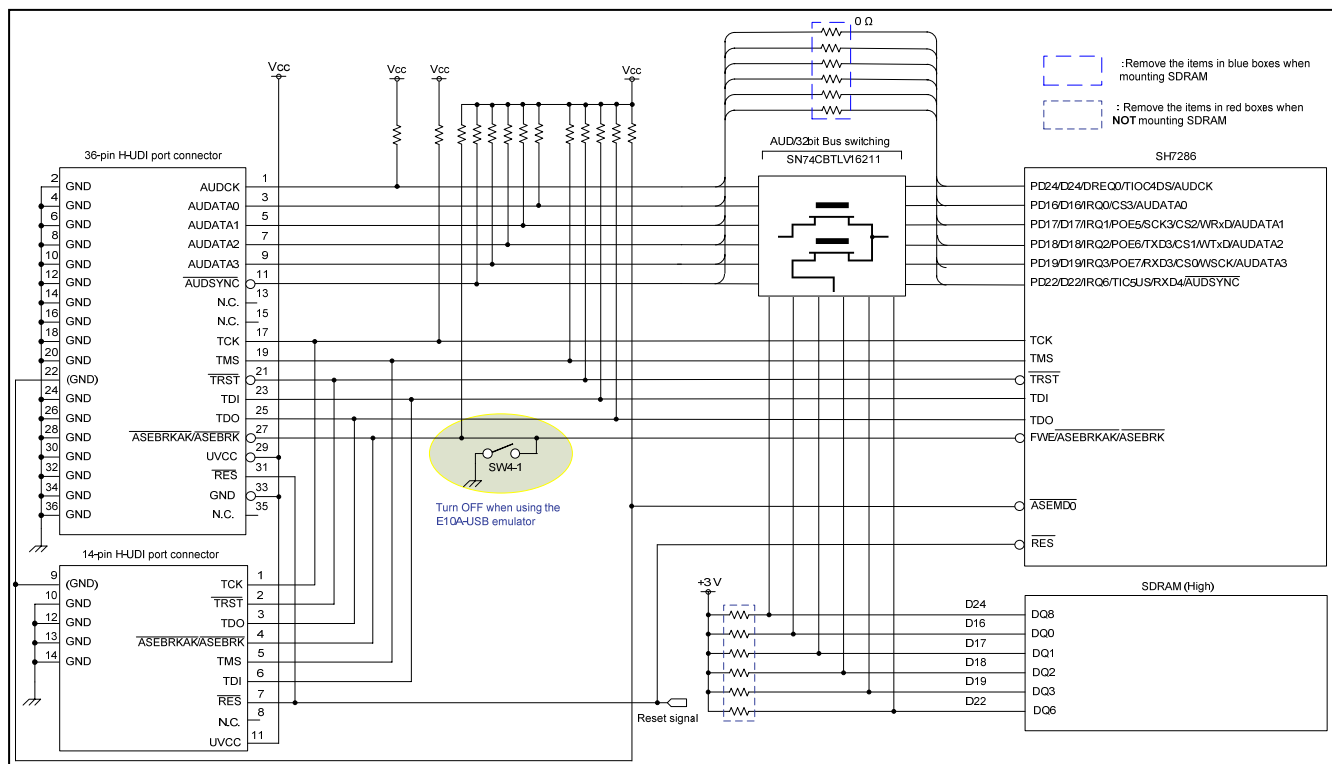 0 Ω
:Remove the items in blue boxes when
mounting SDRAM
: Remove the items in red boxes when
NOT mounting SDRAM
Vcc
Vcc
Vcc
Vcc
AUD/32bit Bus switching
SN74CBTLV16211
36-pin H-UDI port connector
2 GND AUDCK 1
4 GND AUDATA0 3
6 GND AUDATA1 5
8 GND AUDATA2 7
10 GND AUDATA3 9
12 GND AUDSYNC 11
14 GND N.C. 13
16 GND N.C. 15
18 GND TCK 17
20 GND TMS 19
22 (GND) TRST 21
24 GND TDI 23
26 GND TDO 25
28 GND ASEBRKAK/ASEBRK 27
30 GND UVCC 29
32 GND RES 31
34 GND GND 33
36 GND N.C. 35
SH7286
PD24/D24/DREQ0/TIOC4DS/AUDCK
PD16/D16/IRQ0/CS3/AUDATA0
PD17/D17/IRQ1/POE5/SCK3/CS2/WRxD/AUDATA1
PD18/D18/IRQ2/POE6/TXD3/CS1/WTxD/AUDATA2
PD19/D19/IRQ3/POE7/RXD3/CS0/WSCK/AUDATA3
PD22/D22/IRQ6/TIC5US/RXD4/AUDSYNC
TCK
TMS
TRST
TDI
TDO
FWE/ASEBRKAK/ASEBRK
ASEMD0
RES
SW4-1
Turn OFF when using the
E10A-USB emulator
14-pin H-UDI port connector
9 (GND) TCK 1
10 GND TRST 2
12 GND TDO 3
13 GND ASEBRKAK/ASEBRK 4
14 GND TMS 5
TDI 6
RES 7
N.C. 8
UVCC 11
Reset signal
+3 V
SDRAM (High)
D24 DQ8
D16 DQ0
D17 DQ1
D18 DQ2
D19 DQ3
D22 DQ6